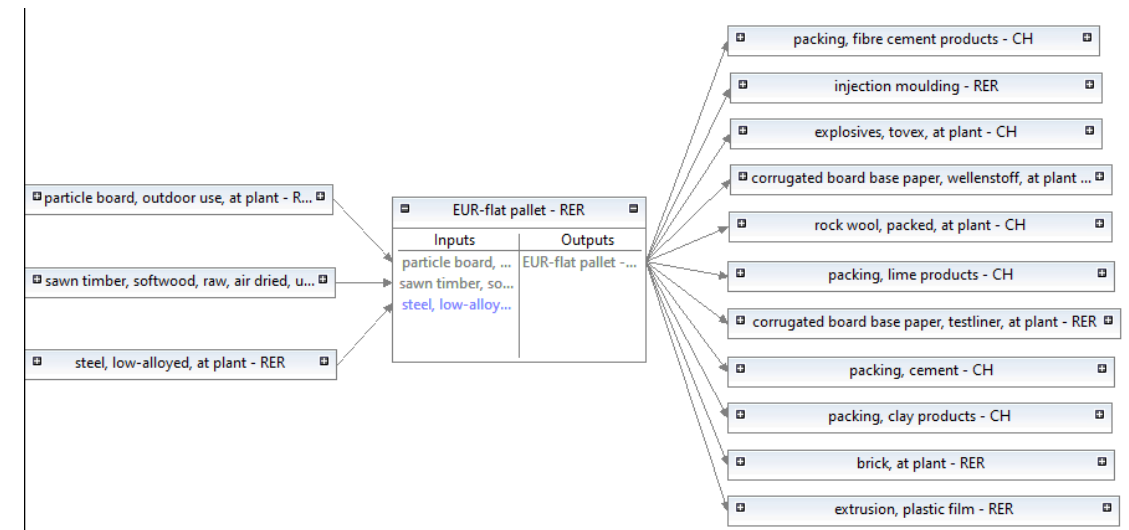 particle board, outdoor use, at plant - R...
sawn timber, softwood, raw, air dried, u...
steel, low-alloyed, at plant - RER
EUR-flat pallet - RER
Inputs
Outputs
particle board, ...
EUR-flat pallet -...
sawn timber, so...
steel, low-alloy...
packing, fibre cement products - CH
injection moulding - RER
explosives, tovex, at plant - CH
corrugated board base paper, wellenstoff, at plant ...
rock wool, packed, at plant - CH
packing, lime products - CH
corrugated board base paper, testliner, at plant - RER
packing, cement - CH
packing, clay products - CH
brick, at plant - RER
extrusion, plastic film - RER